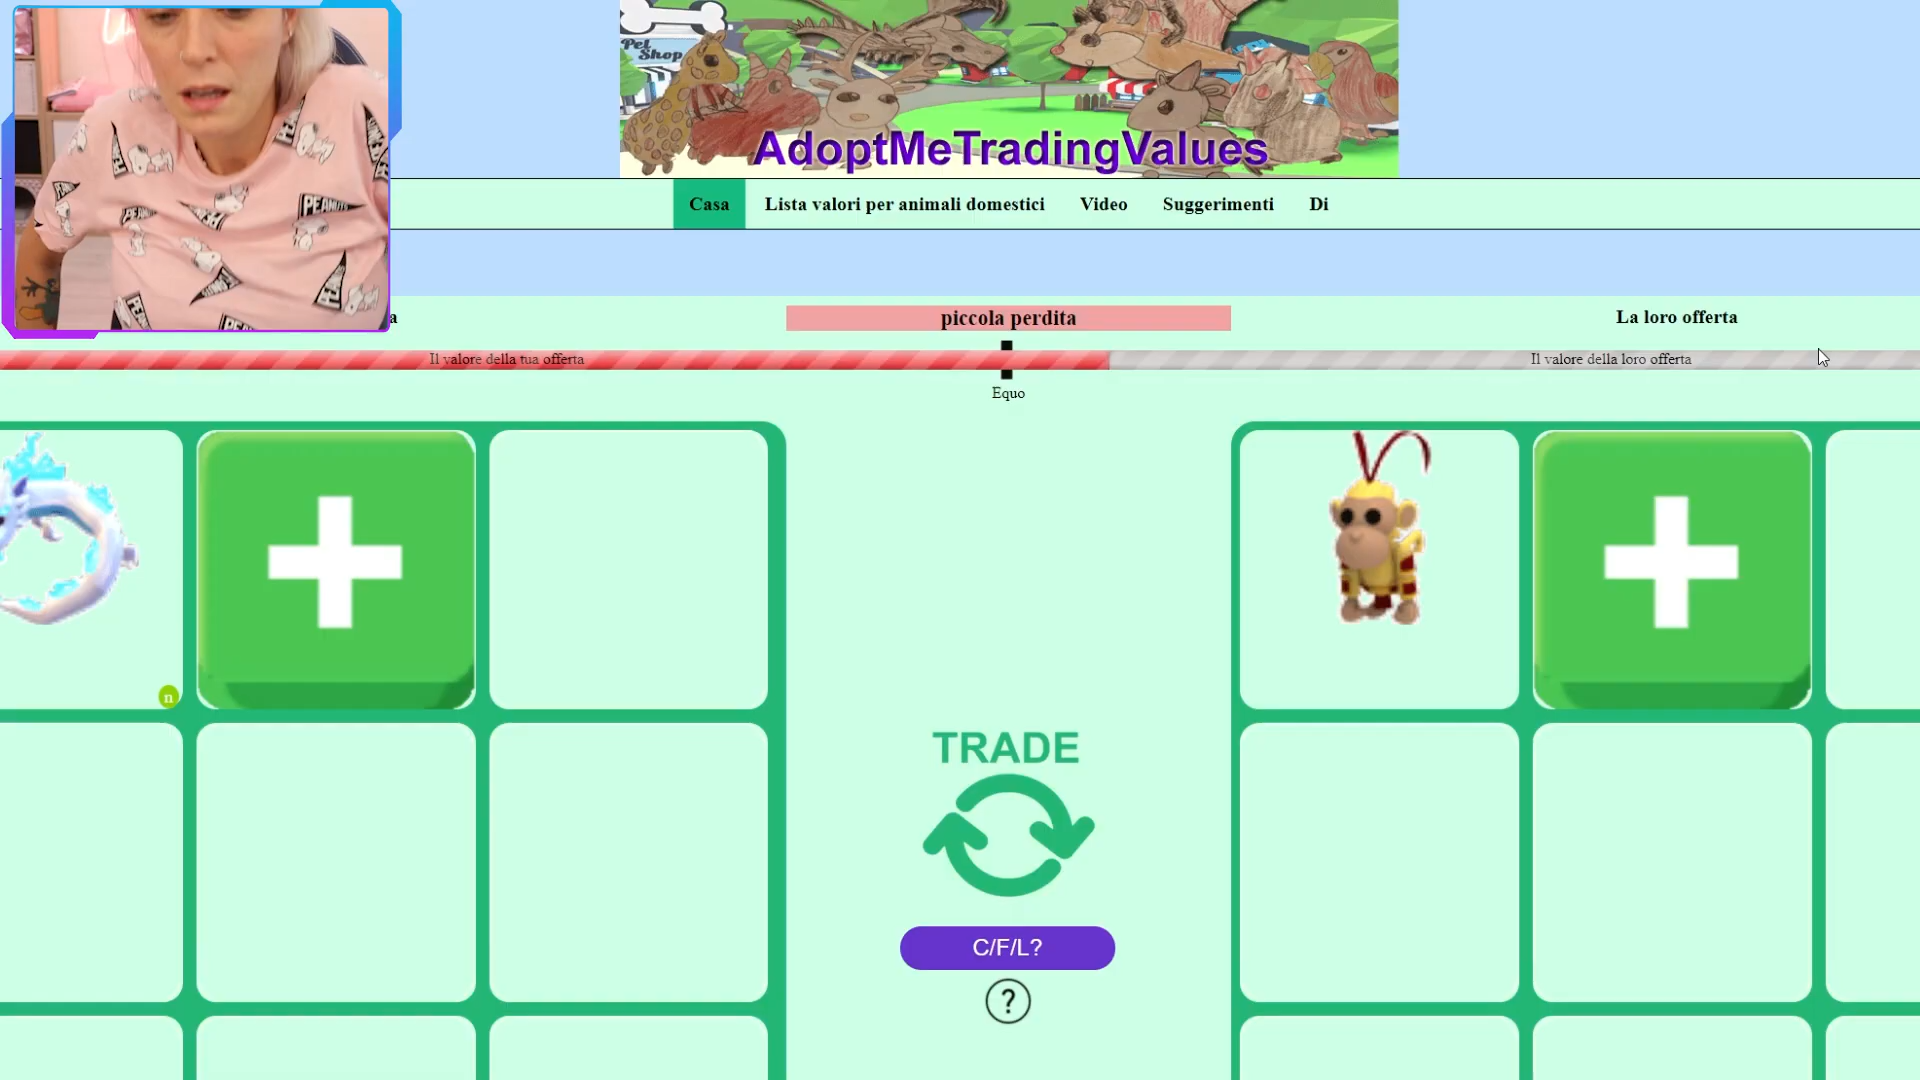 Pet
Shop
AdoptMeTradingValues
Casa
Lista valori per animali domestici
Video
Suggerimenti
Di
a
piccola perdita
La loro offerta
Il valore della tua offerta
Il valore della loro offerta
Equo
n
TRADE
C/F/L?
?
PEANUTS